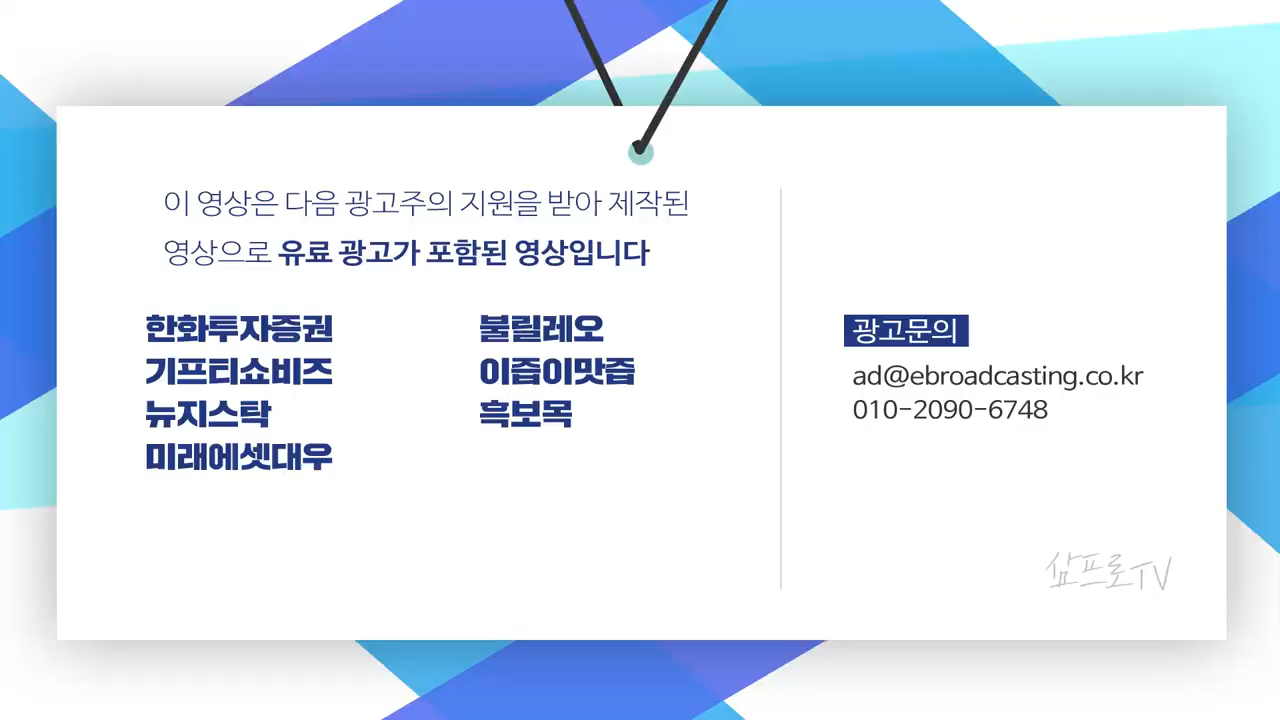 이 영상은 다음 광고주의 지원을 받아 제작된
영상으로 유료 광고가 포함된 영상입니다
한화투자증권
기프티쇼비즈
뉴지스탁
미래에셋대우
불릴레오
이즙이맛즙
흑보목
광고문의
ad@ebroadcasting.co.kr
010-2090-6748
삼프로TV